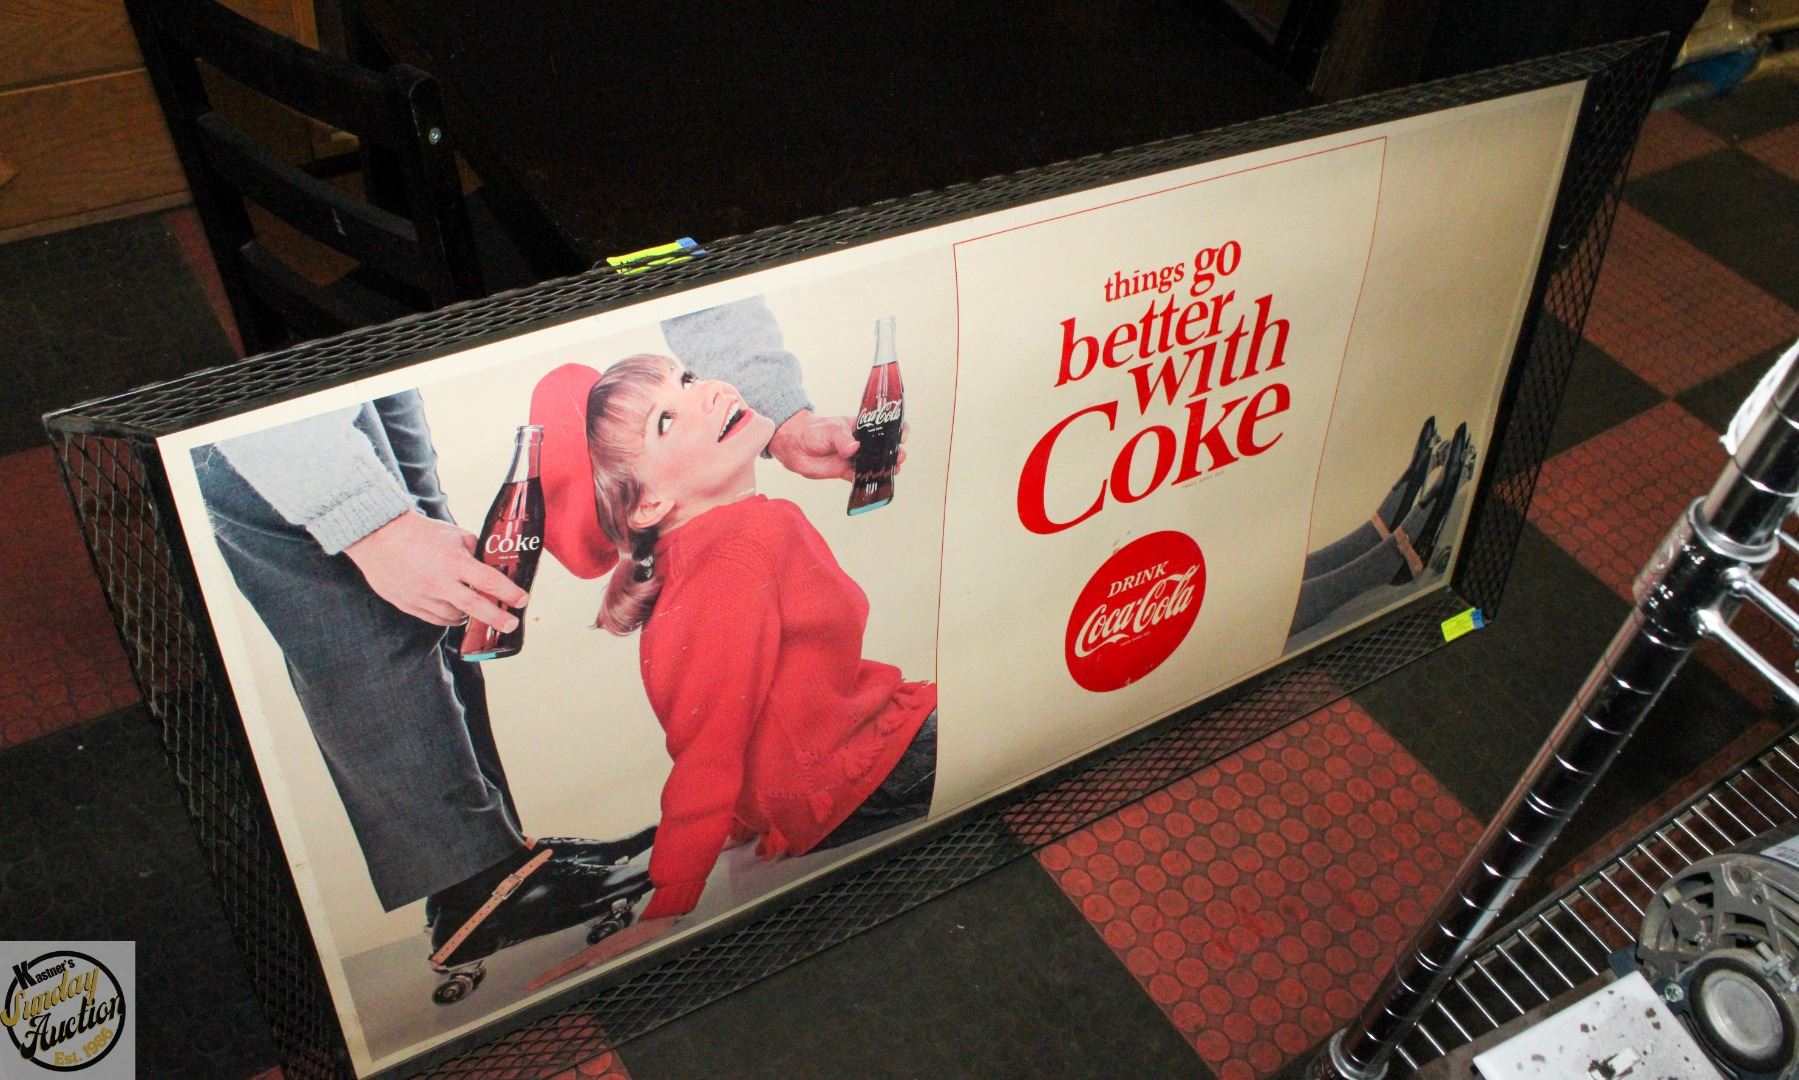 things go
better
with
Coke
DRINK
Coca-Cola
Coke
Coca-Cola
Kastner's
Sunday
Auction
Est. 1986